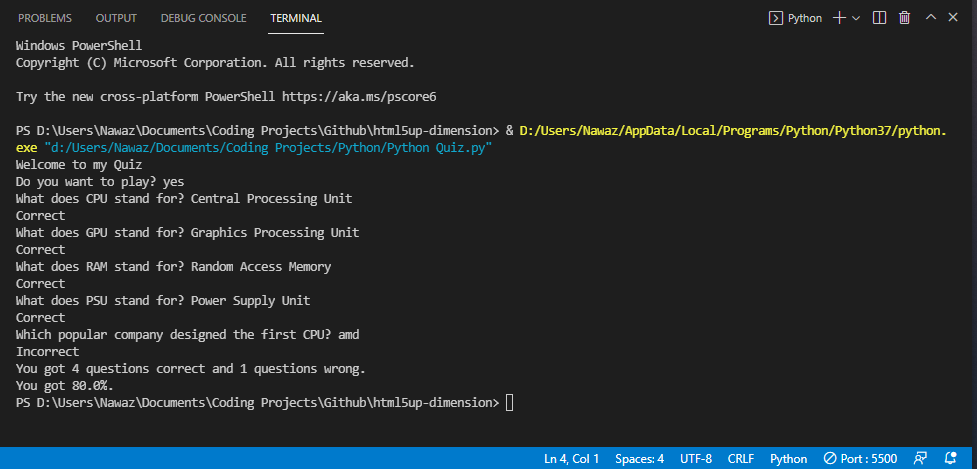 PROBLEMS OUTPUT DEBUG CONSOLE TERMINAL Python
Windows PowerShell
Copyright (C) Microsoft Corporation. All rights reserved.
Try the new cross-platform PowerShell https://aka.ms/pscore6
PS D:\Users\Nawaz\Documents\Coding Projects\Github\html5up-dimension> & D:/Users/Nawaz/AppData/Local/Programs/Python/Python37/python.
exe "d:/Users/Nawaz/Documents/Coding Projects/Python/Python Quiz.py"
Welcome to my Quiz
Do you want to play? yes
What does CPU stand for? Central Processing Unit
Correct
What does GPU stand for? Graphics Processing Unit
Correct
What does RAM stand for? Random Access Memory
Correct
What does PSU stand for? Power Supply Unit
Correct
Which popular company designed the first CPU? amd
Incorrect
You got 4 questions correct and 1 questions wrong.
You got 80.0%.
PS D:\Users\Nawaz\Documents\Coding Projects\Github\html5up-dimension>
Ln 4, Col 1 Spaces: 4 UTF-8 CRLF Python Port : 5500